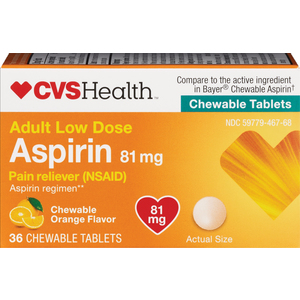 CVSHealth™
Compare to the active ingredient
in Bayer® Chewable Aspirin†
Chewable Tablets
NDC 59779-467-68
Adult Low Dose
Aspirin 81 mg
Pain reliever (NSAID)
Aspirin regimen**
Chewable
Orange Flavor
81
mg
36 CHEWABLE TABLETS
Actual Size